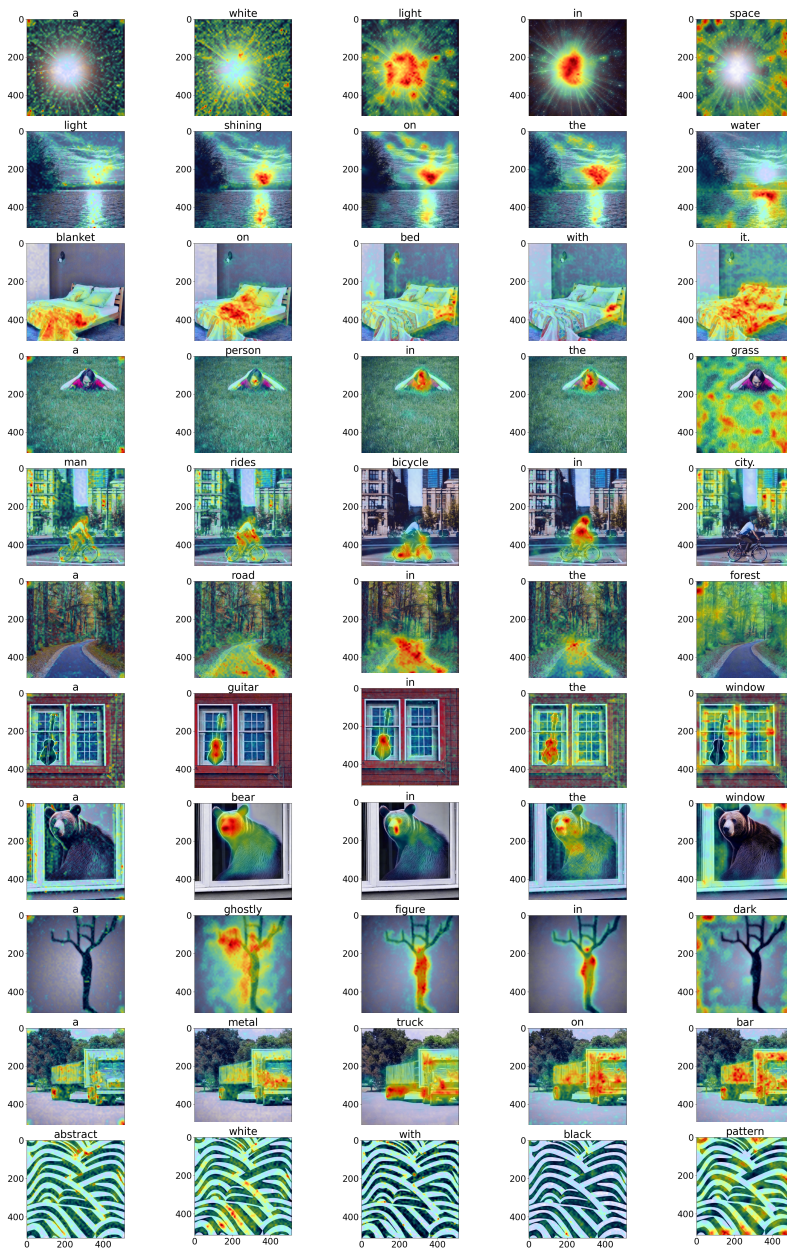 a white light in space
0
200
400
light shining on the water
0
200
400
blanket on bed with it.
0
200
400
a person in the grass
0
200
400
man rides bicycle in city.
0
200
400
a road in the forest
0
200
400
a guitar in the window
0
200
400
a bear in the window
0
200
400
a ghostly figure in dark
0
200
400
a metal truck on bar
0
200
400
abstract white with black pattern
0
200
400
0 200 400 0 200 400 0 200 400 0 200 400 0 200 400